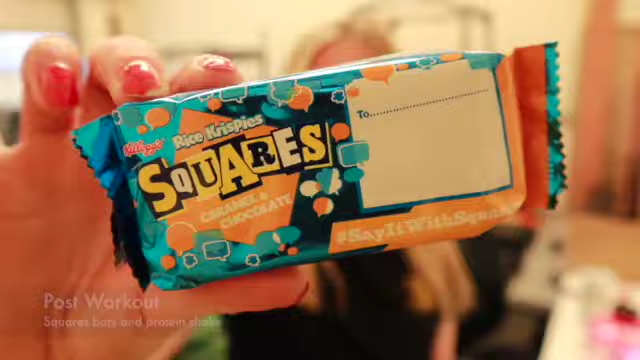 Kellogg's
Rice Krispies
SQUARES
CARAMEL &
CHOCOLATE
To
#SayItWithSquares
Post Workout
Squares bars and protein shake